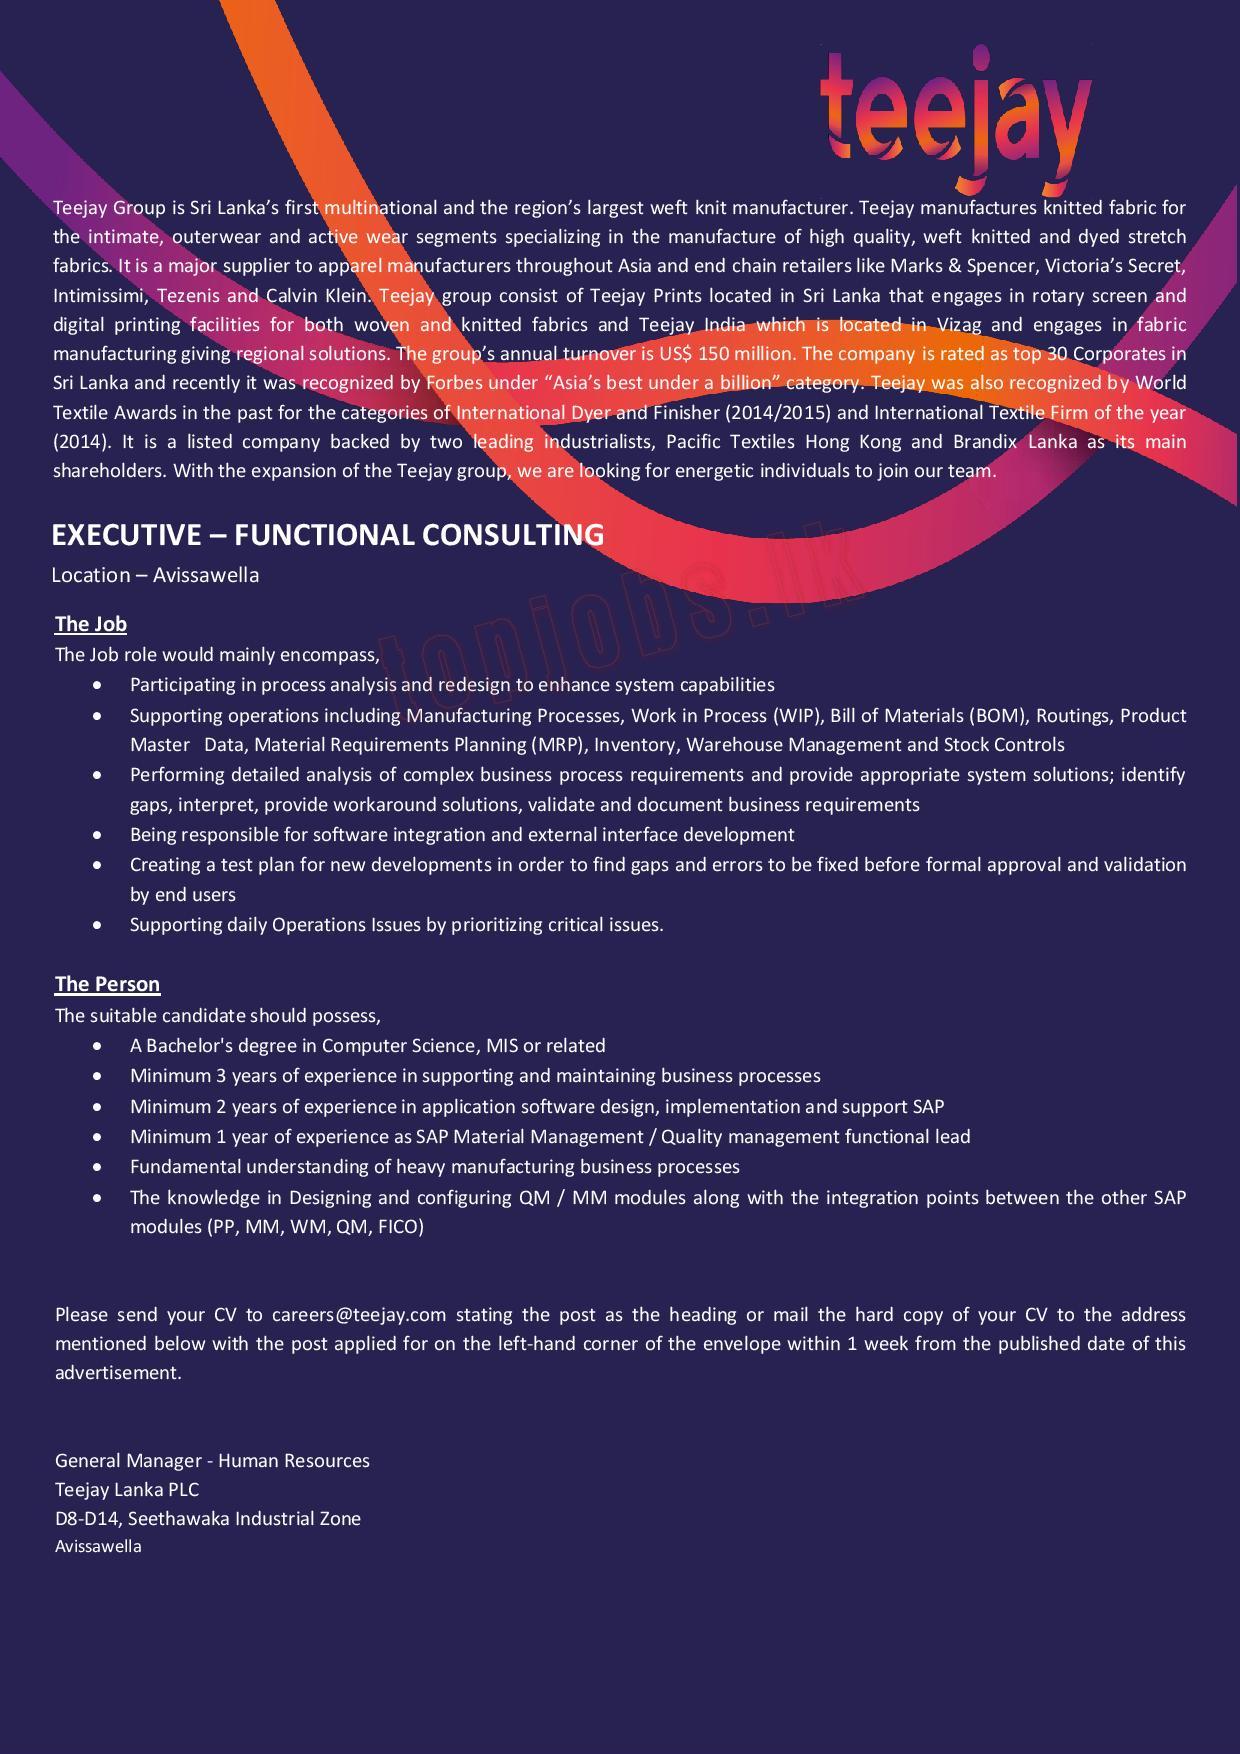 teejay
Teejay Group is Sri Lanka’s first multinational and the region’s largest weft knit manufacturer. Teejay manufactures knitted fabric for
the intimate, outerwear and active wear segments specializing in the manufacture of high quality, weft knitted and dyed stretch
fabrics. It is a major supplier to apparel manufacturers throughout Asia and end chain retailers like Marks & Spencer, Victoria’s Secret,
Intimissimi, Tezenis and Calvin Klein. Teejay group consist of Teejay Prints located in Sri Lanka that engages in rotary screen and
digital printing facilities for both woven and knitted fabrics and Teejay India which is located in Vizag and engages in fabric
manufacturing giving regional solutions. The group’s annual turnover is US$ 150 million. The company is rated as top 30 Corporates in
Sri Lanka and recently it was recognized by Forbes under “Asia’s best under a billion” category. Teejay was also recognized by World
Textile Awards in the past for the categories of International Dyer and Finisher (2014/2015) and International Textile Firm of the year
(2014). It is a listed company backed by two leading industrialists, Pacific Textiles Hong Kong and Brandix Lanka as its main
shareholders. With the expansion of the Teejay group, we are looking for energetic individuals to join our team.
EXECUTIVE – FUNCTIONAL CONSULTING
Location – Avissawella
topjobs.lk
The Job
The Job role would mainly encompass,
• Participating in process analysis and redesign to enhance system capabilities
• Supporting operations including Manufacturing Processes, Work in Process (WIP), Bill of Materials (BOM), Routings, Product
Master Data, Material Requirements Planning (MRP), Inventory, Warehouse Management and Stock Controls
• Performing detailed analysis of complex business process requirements and provide appropriate system solutions; identify
gaps, interpret, provide workaround solutions, validate and document business requirements
• Being responsible for software integration and external interface development
• Creating a test plan for new developments in order to find gaps and errors to be fixed before formal approval and validation
by end users
• Supporting daily Operations Issues by prioritizing critical issues.
The Person
The suitable candidate should possess,
• A Bachelor's degree in Computer Science, MIS or related
• Minimum 3 years of experience in supporting and maintaining business processes
• Minimum 2 years of experience in application software design, implementation and support SAP
• Minimum 1 year of experience as SAP Material Management / Quality management functional lead
• Fundamental understanding of heavy manufacturing business processes
• The knowledge in Designing and configuring QM / MM modules along with the integration points between the other SAP
modules (PP, MM, WM, QM, FICO)
Please send your CV to careers@teejay.com stating the post as the heading or mail the hard copy of your CV to the address
mentioned below with the post applied for on the left-hand corner of the envelope within 1 week from the published date of this
advertisement.
General Manager - Human Resources
Teejay Lanka PLC
D8-D14, Seethawaka Industrial Zone
Avissawella